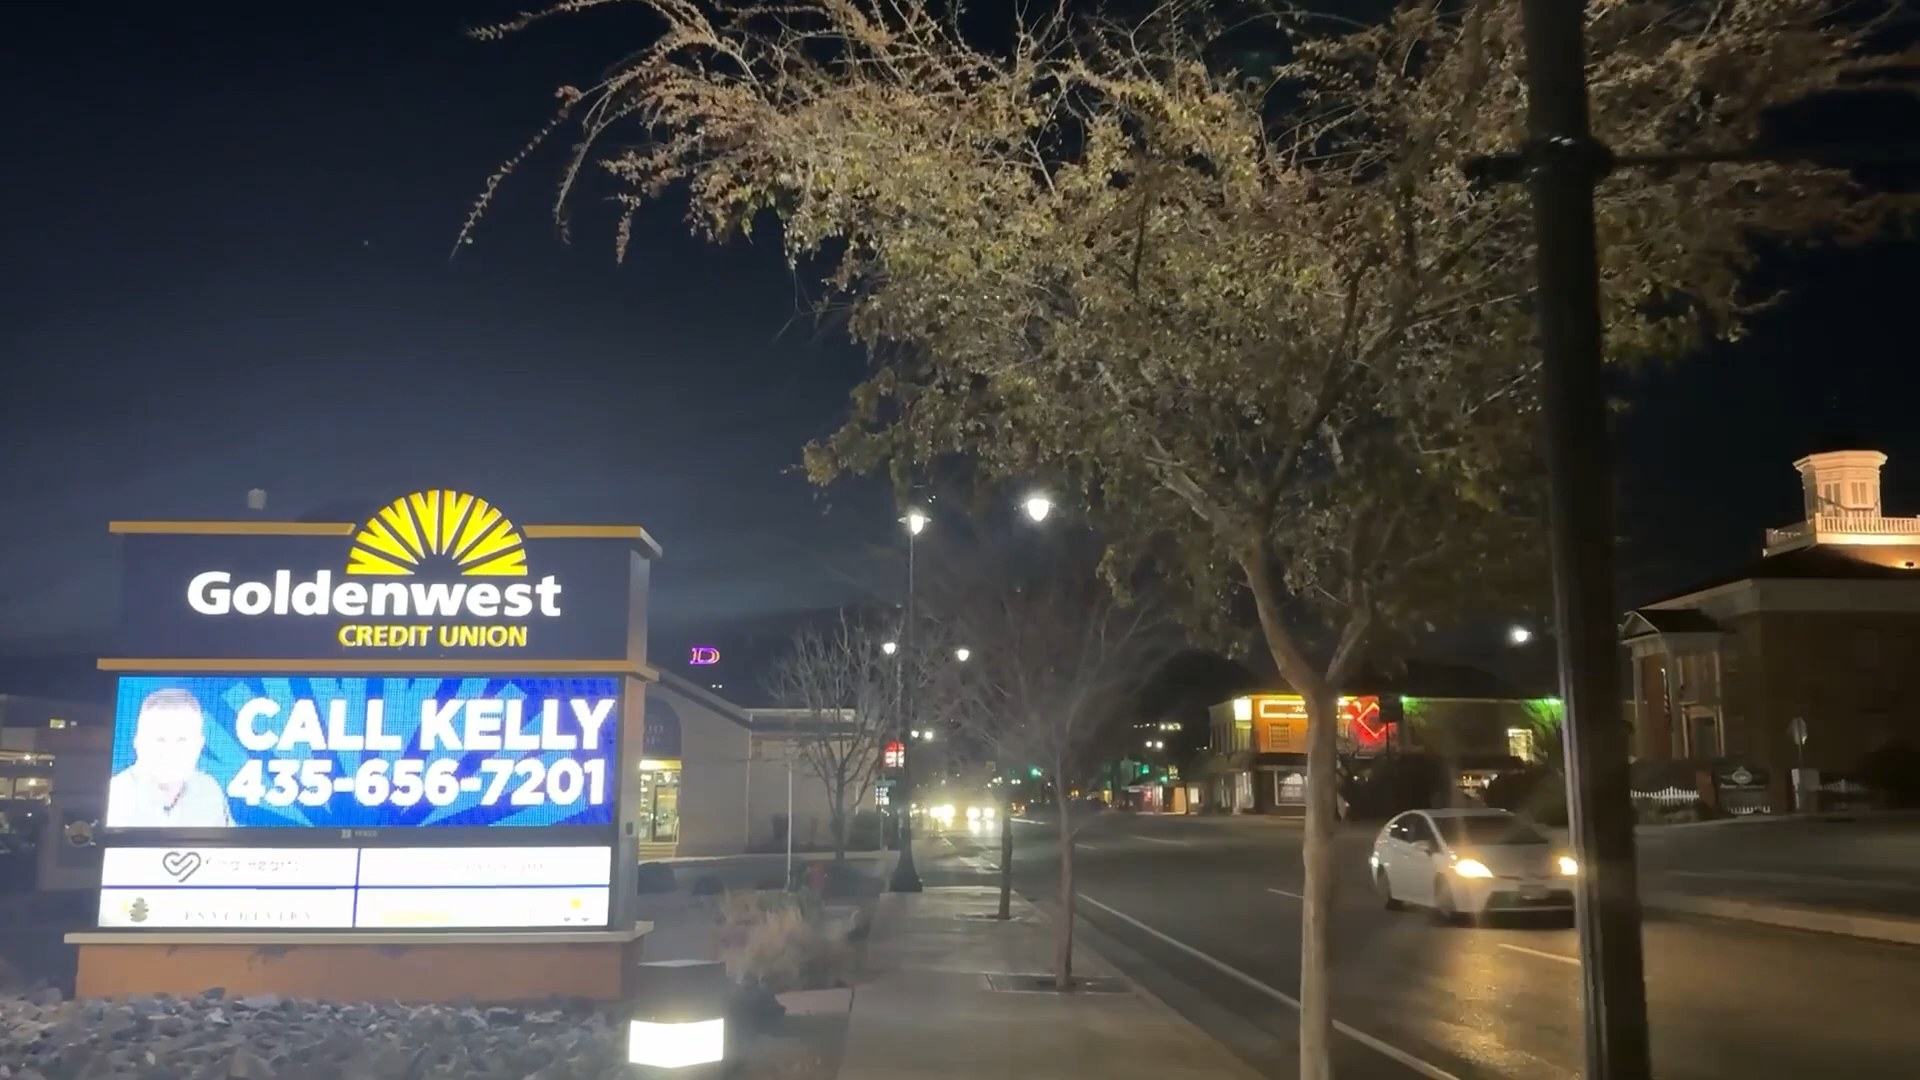 Goldenwest
CREDIT UNION
CALL KELLY
435-656-7201
D